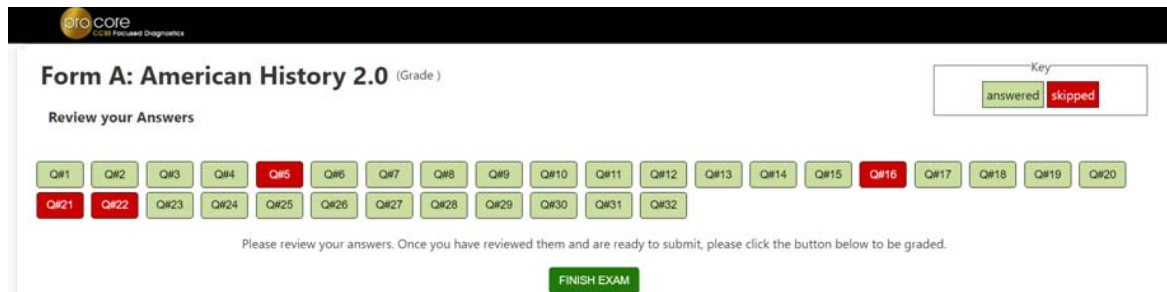 procore
CCSS Focused Diagnostics
Form A: American History 2.0 (Grade )
Key
answered skipped
Review your Answers
Q#1 Q#2 Q#3 Q#4 Q#5 Q#6 Q#7 Q#8 Q#9 Q#10 Q#11 Q#12 Q#13 Q#14 Q#15 Q#16 Q#17 Q#18 Q#19 Q#20
Q#21 Q#22 Q#23 Q#24 Q#25 Q#26 Q#27 Q#28 Q#29 Q#30 Q#31 Q#32
Please review your answers. Once you have reviewed them and are ready to submit, please click the button below to be graded.
FINISH EXAM